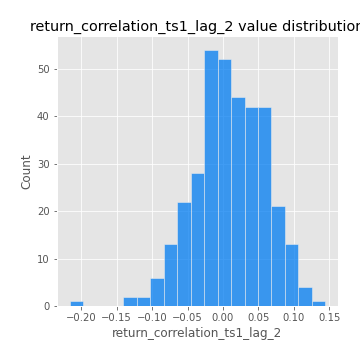 return_correlation_ts1_lag_2 value distribution
50
40
30
20
10
0
Count
−0.20 −0.15 −0.10 −0.05 0.00 0.05 0.10 0.15
return_correlation_ts1_lag_2